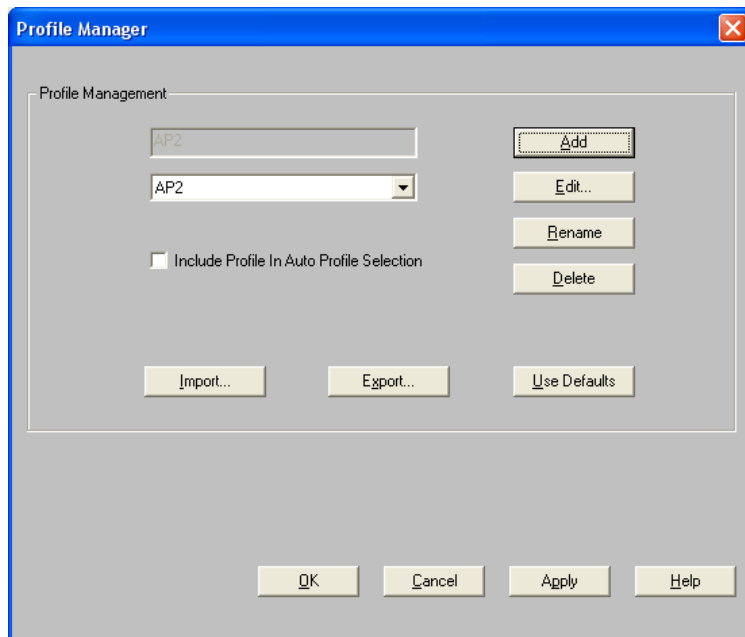 Profile Manager
Profile Management
AP2
Add
AP2
Edit...
Rename
Include Profile In Auto Profile Selection
Delete
Import...
Export...
Use Defaults
OK
Cancel
Apply
Help